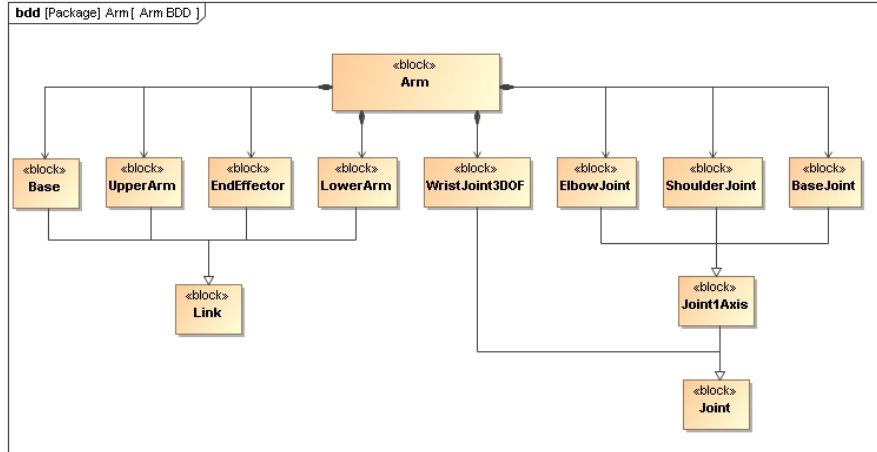 bdd [Package] Arm [ Arm BDD ]
«block»
Arm
«block» «block» «block» «block» «block» «block» «block» «block»
Base UpperArm EndEffector LowerArm WristJoint3DOF ElbowJoint ShoulderJoint BaseJoint
«block»
Joint1Axis
«block»
Link
«block»
Joint